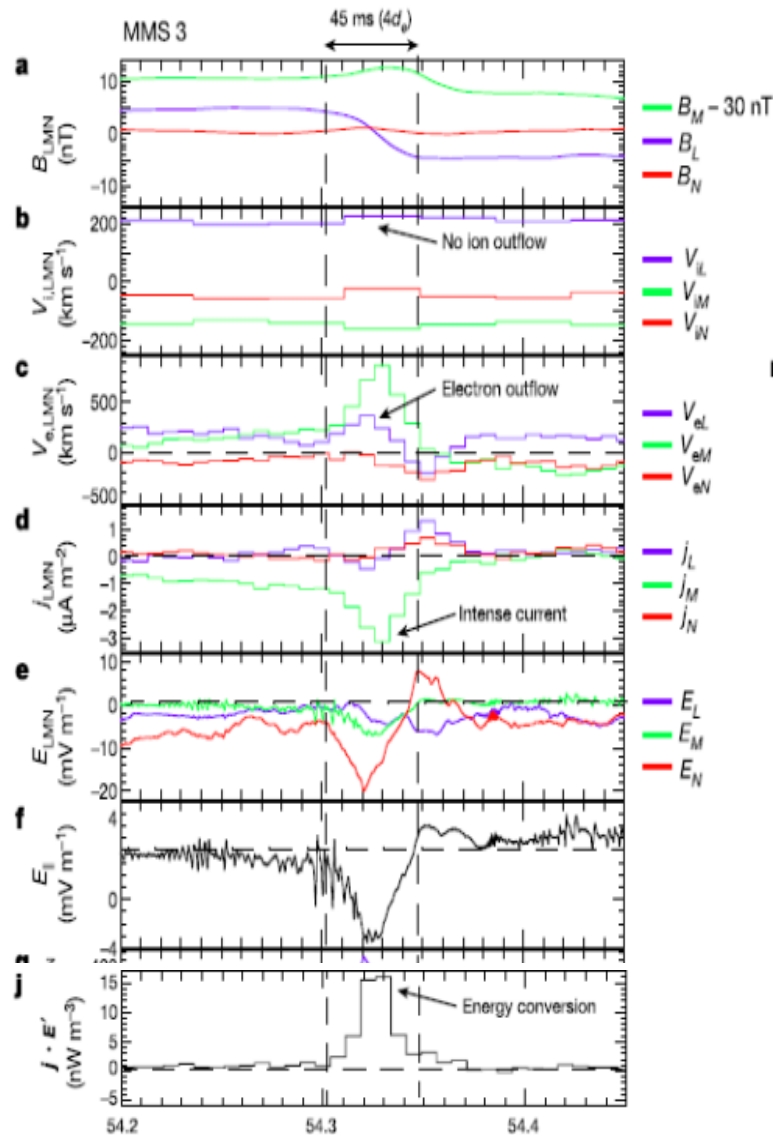 MMS 3
45 ms (4dₑ)
a
10
0
−10
B_LMN
(nT)
B_M − 30 nT
B_L
B_N
b
200
0
−200
V_i,LMN
(km s⁻¹)
No ion outflow
V_iL
V_iM
V_iN
c
500
0
−500
V_e,LMN
(km s⁻¹)
Electron outflow
V_eL
V_eM
V_eN
d
1
0
−1
−2
−3
j_LMN
(μA m⁻²)
Intense current
j_L
j_M
j_N
e
10
0
−10
−20
E_LMN
(mV m⁻¹)
E_L
E_M
E_N
f
4
0
−4
E_||
(mV m⁻¹)
j
15
10
5
0
j · E′
(nW m⁻³)
Energy conversion
54.2
54.3
54.4